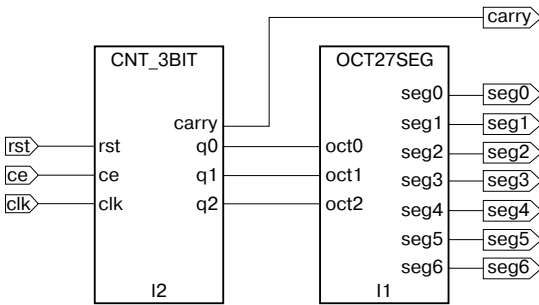 carry
CNT_3BIT
OCT27SEG
seg0 seg0
carry
seg1 seg1
rst rst q0 oct0
seg2 seg2
ce ce q1 oct1
seg3 seg3
clk clk q2 oct2
seg4 seg4
seg5 seg5
seg6 seg6
I2 I1